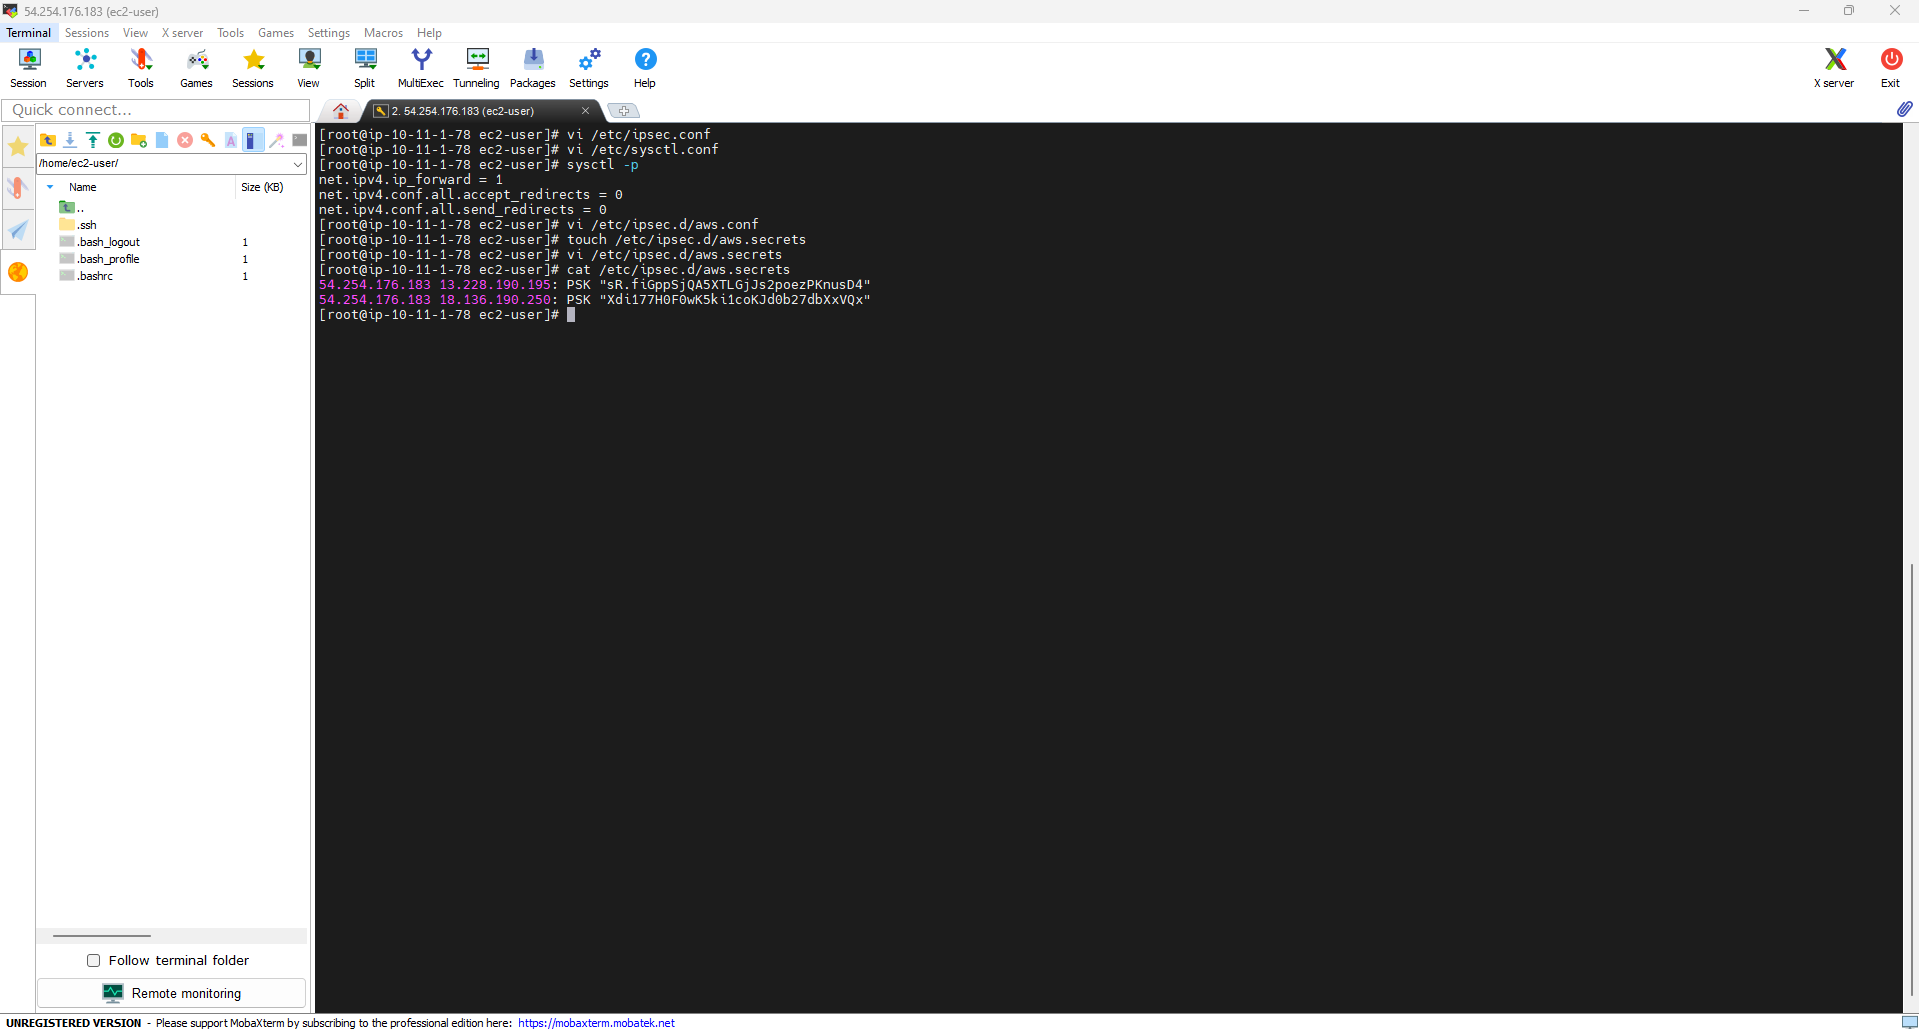 54.254.176.183 (ec2-user)
Terminal Sessions View X server Tools Games Settings Macros Help
Session Servers Tools Games Sessions View Split MultiExec Tunneling Packages Settings Help X server Exit
Quick connect...
2. 54.254.176.183 (ec2-user)
/home/ec2-user/
Name Size (KB)
..
.ssh
.bash_logout 1
.bash_profile 1
.bashrc 1
Follow terminal folder
Remote monitoring
[root@ip-10-11-1-78 ec2-user]# vi /etc/ipsec.conf
[root@ip-10-11-1-78 ec2-user]# vi /etc/sysctl.conf
[root@ip-10-11-1-78 ec2-user]# sysctl -p
net.ipv4.ip_forward = 1
net.ipv4.conf.all.accept_redirects = 0
net.ipv4.conf.all.send_redirects = 0
[root@ip-10-11-1-78 ec2-user]# vi /etc/ipsec.d/aws.conf
[root@ip-10-11-1-78 ec2-user]# touch /etc/ipsec.d/aws.secrets
[root@ip-10-11-1-78 ec2-user]# vi /etc/ipsec.d/aws.secrets
[root@ip-10-11-1-78 ec2-user]# cat /etc/ipsec.d/aws.secrets
54.254.176.183 13.228.190.195: PSK "sR.fiGppSjQA5XTLGjJs2poezPKnusD4"
54.254.176.183 18.136.190.250: PSK "Xdi177H0F0wK5ki1coKJd0b27dbXxVQx"
[root@ip-10-11-1-78 ec2-user]#
UNREGISTERED VERSION - Please support MobaXterm by subscribing to the professional edition here: https://mobaxterm.mobatek.net